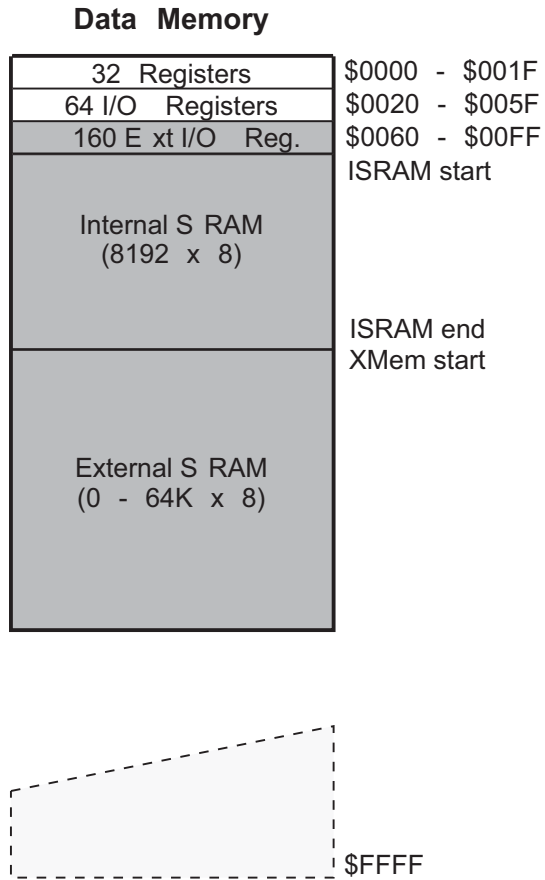 Data Memory
32 Registers
$0000 - $001F
64 I/O Registers
$0020 - $005F
160 E xt I/O Reg.
$0060 - $00FF
ISRAM start
Internal S RAM
(8192 x 8)
ISRAM end
XMem start
External S RAM
(0 - 64K x 8)
$FFFF